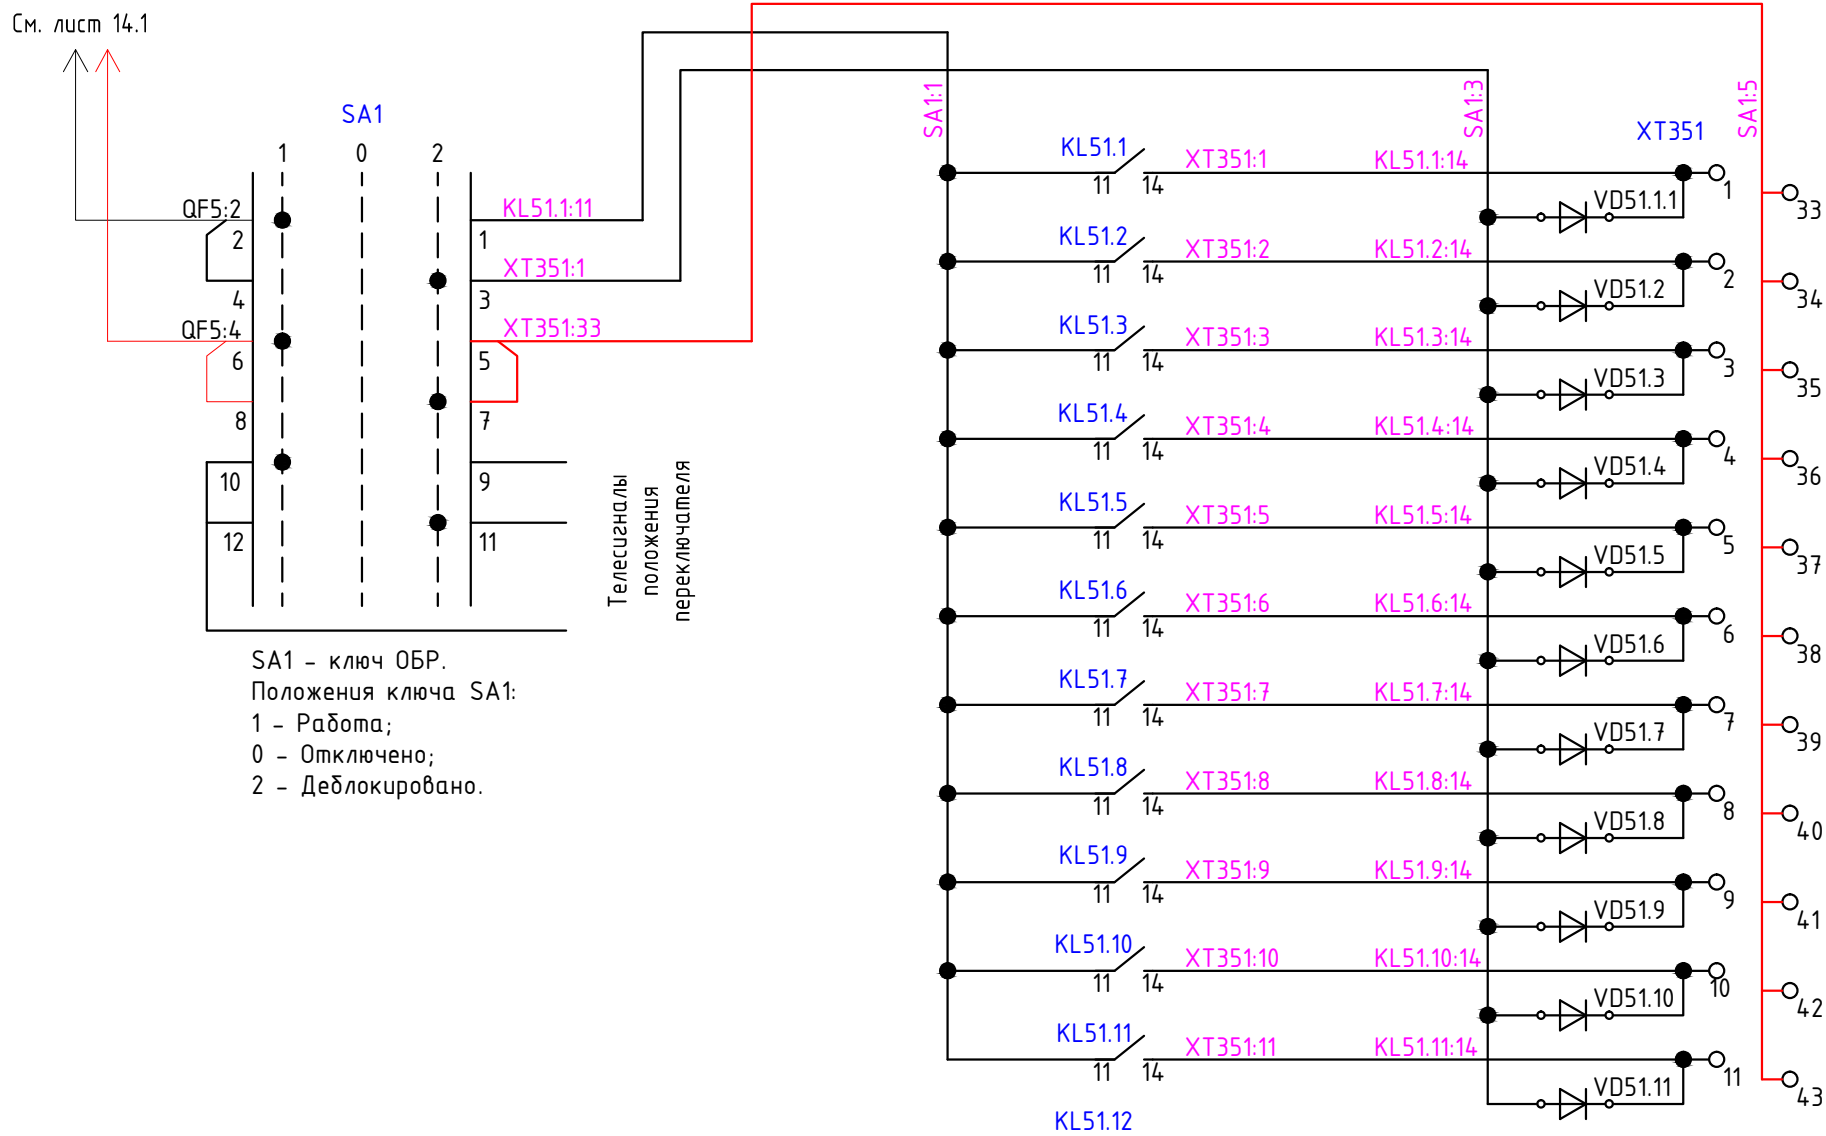 См. лист 14.1
SA1
1 0 2
QF5:2
2
4
QF5:4
6
8
10
12
KL51.1:11
1
XT351:1
3
XT351:33
5
7
9
11
Телесигналы
положения
переключателя
SA1 – ключ ОБР.
Положения ключа SA1:
1 – Работа;
0 – Отключено;
2 – Деблокировано.
SA1:1
SA1:3
SA1:5
XT351
KL51.1 11 14 XT351:1 KL51.1:14 1
VD51.1.1 33
KL51.2 11 14 XT351:2 KL51.2:14 2
VD51.2 34
KL51.3 11 14 XT351:3 KL51.3:14 3
VD51.3 35
KL51.4 11 14 XT351:4 KL51.4:14 4
VD51.4 36
KL51.5 11 14 XT351:5 KL51.5:14 5
VD51.5 37
KL51.6 11 14 XT351:6 KL51.6:14 6
VD51.6 38
KL51.7 11 14 XT351:7 KL51.7:14 7
VD51.7 39
KL51.8 11 14 XT351:8 KL51.8:14 8
VD51.8 40
KL51.9 11 14 XT351:9 KL51.9:14 9
VD51.9 41
KL51.10 11 14 XT351:10 KL51.10:14 10
VD51.10 42
KL51.11 11 14 XT351:11 KL51.11:14 11
VD51.11 43
KL51.12